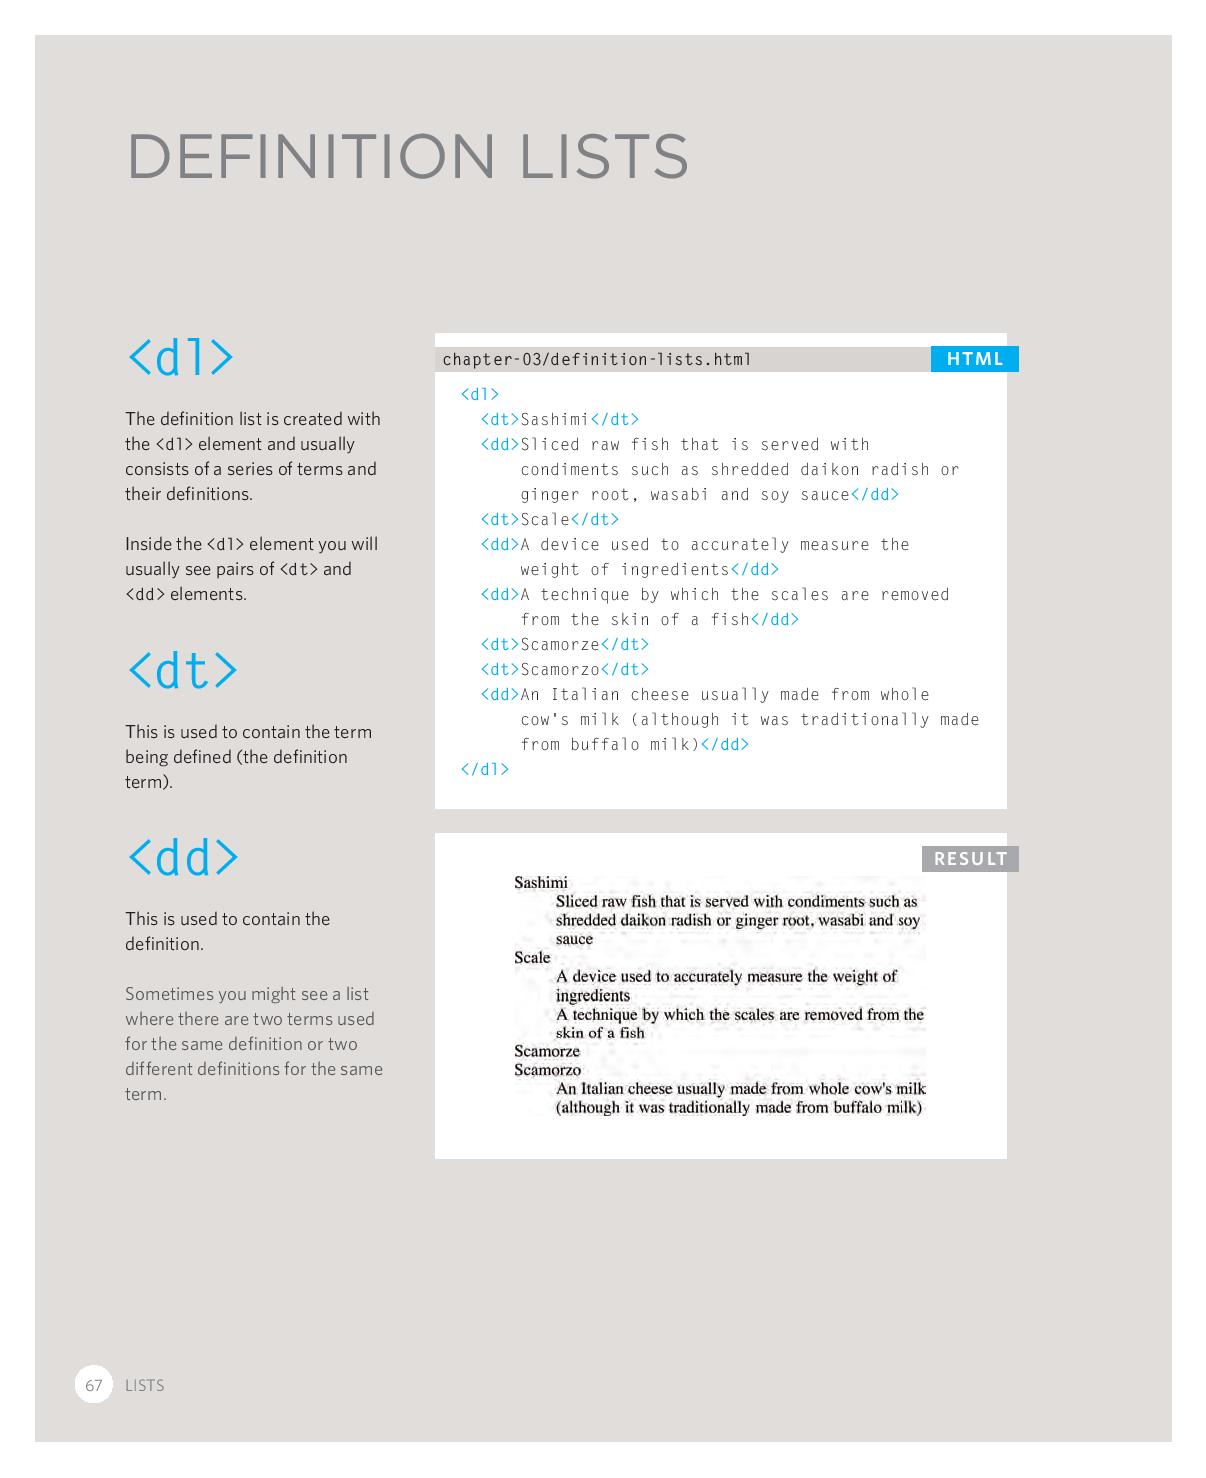 DEFINITION LISTS
<dl>
The definition list is created with
the <dl> element and usually
consists of a series of terms and
their definitions.
Inside the <dl> element you will
usually see pairs of <dt> and
<dd> elements.
<dt>
This is used to contain the term
being defined (the definition
term).
<dd>
This is used to contain the
definition.
Sometimes you might see a list
where there are two terms used
for the same definition or two
different definitions for the same
term.
chapter-03/definition-lists.html
HTML
<dl>
<dt>Sashimi</dt>
<dd>Sliced raw fish that is served with
condiments such as shredded daikon radish or
ginger root, wasabi and soy sauce</dd>
<dt>Scale</dt>
<dd>A device used to accurately measure the
weight of ingredients</dd>
<dd>A technique by which the scales are removed
from the skin of a fish</dd>
<dt>Scamorze</dt>
<dt>Scamorzo</dt>
<dd>An Italian cheese usually made from whole
cow's milk (although it was traditionally made
from buffalo milk)</dd>
</dl>
RESULT
Sashimi
Sliced raw fish that is served with condiments such as
shredded daikon radish or ginger root, wasabi and soy
sauce
Scale
A device used to accurately measure the weight of
ingredients
A technique by which the scales are removed from the
skin of a fish
Scamorze
Scamorzo
An Italian cheese usually made from whole cow's milk
(although it was traditionally made from buffalo milk)
67 LISTS